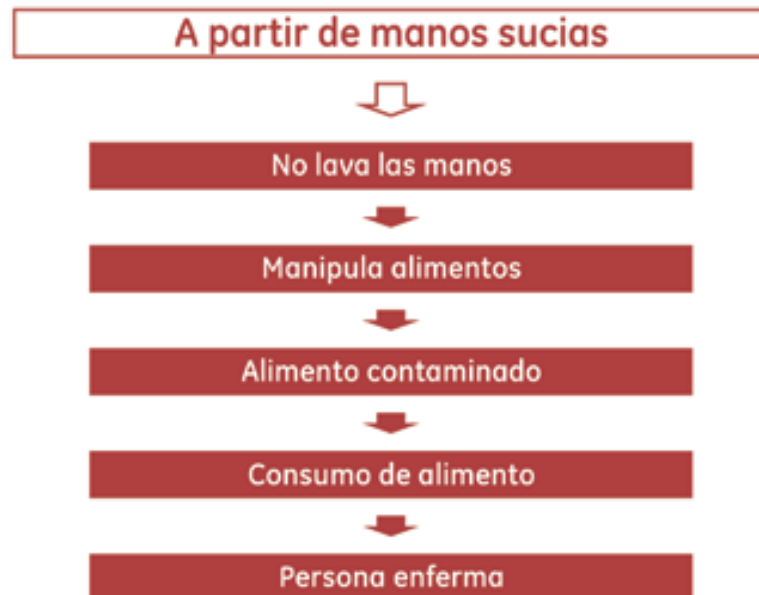 A partir de manos sucias
No lava las manos
Manipula alimentos
Alimento contaminado
Consumo de alimento
Persona enferma